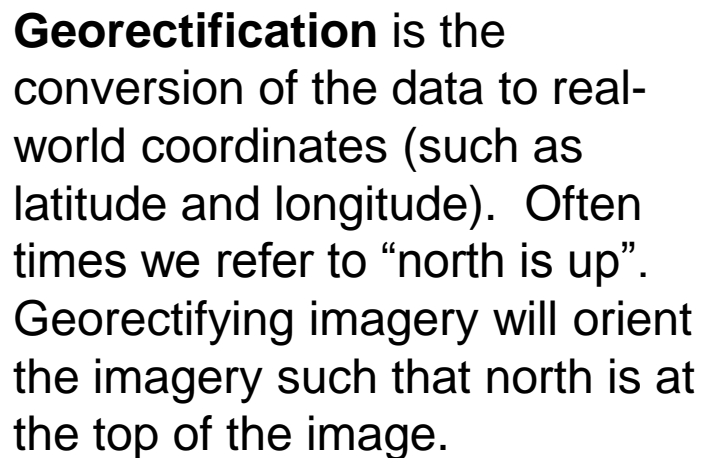 Georectification is the
conversion of the data to real-
world coordinates (such as
latitude and longitude).  Often
times we refer to “north is up”.
Georectifying imagery will orient
the imagery such that north is at
the top of the image.